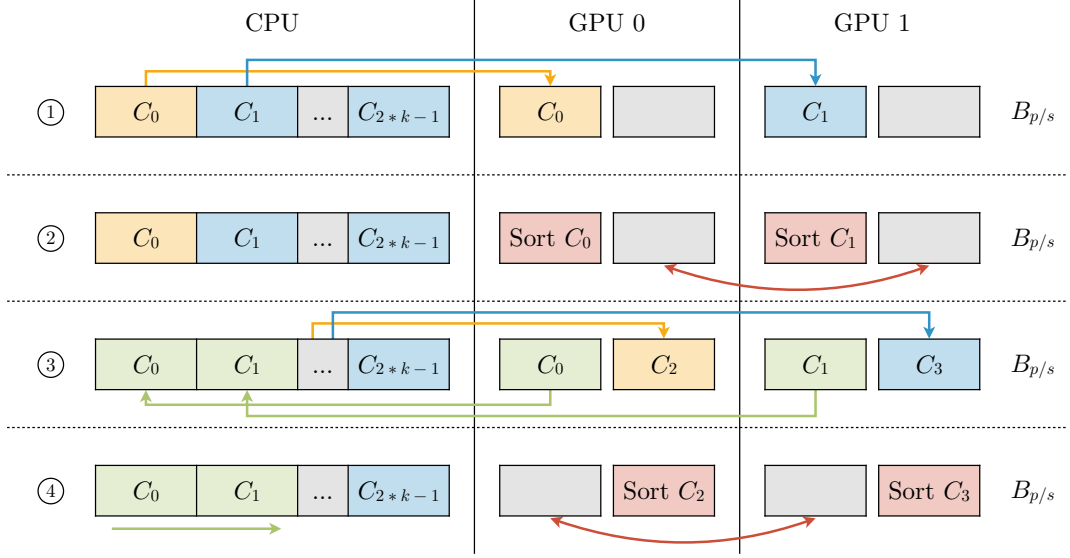 CPU GPU 0 GPU 1
① C₀ C₁ ... C₂*ₖ₋₁ C₀ C₁ Bₚ/ₛ
② C₀ C₁ ... C₂*ₖ₋₁ Sort C₀ Sort C₁ Bₚ/ₛ
③ C₀ C₁ ... C₂*ₖ₋₁ C₀ C₂ C₁ C₃ Bₚ/ₛ
④ C₀ C₁ ... C₂*ₖ₋₁ Sort C₂ Sort C₃ Bₚ/ₛ